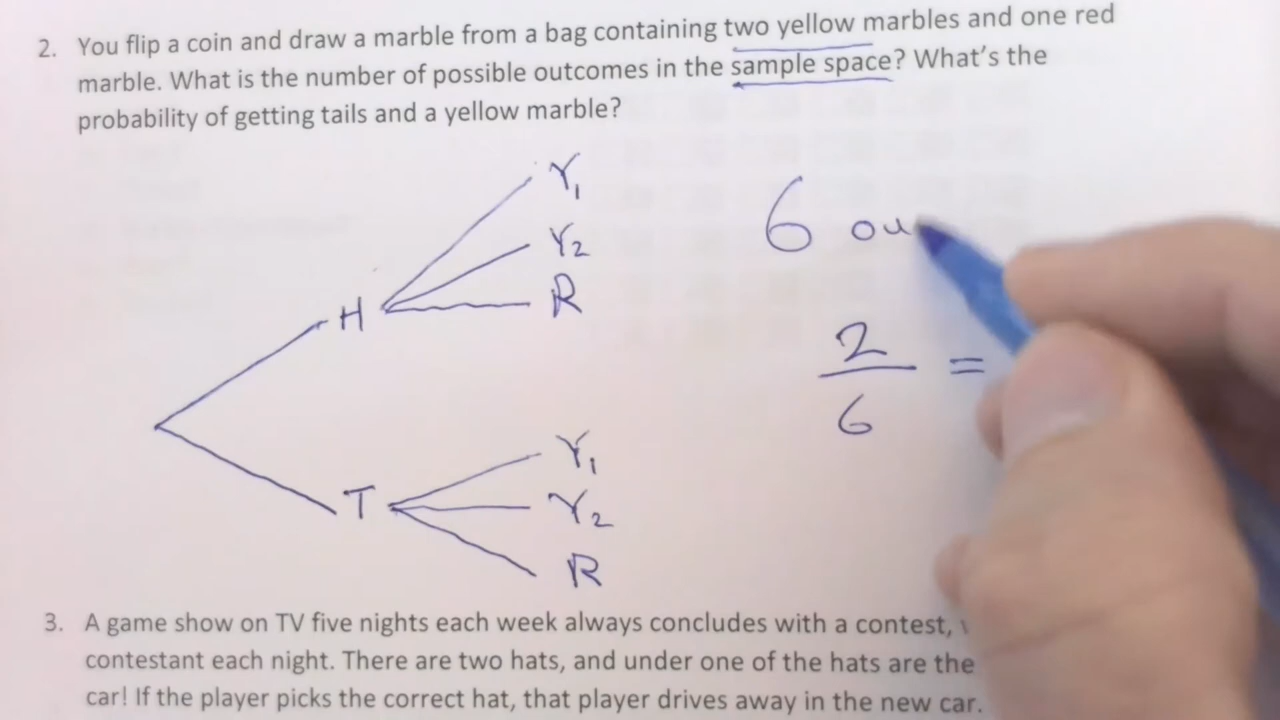 2. You flip a coin and draw a marble from a bag containing two yellow marbles and one red
marble. What is the number of possible outcomes in the sample space? What's the
probability of getting tails and a yellow marble?
Y1
Y2
R
H
6 ou
2
6
=
T
Y1
Y2
R
3. A game show on TV five nights each week always concludes with a contest,
contestant each night. There are two hats, and under one of the hats are the
car! If the player picks the correct hat, that player drives away in the new car.